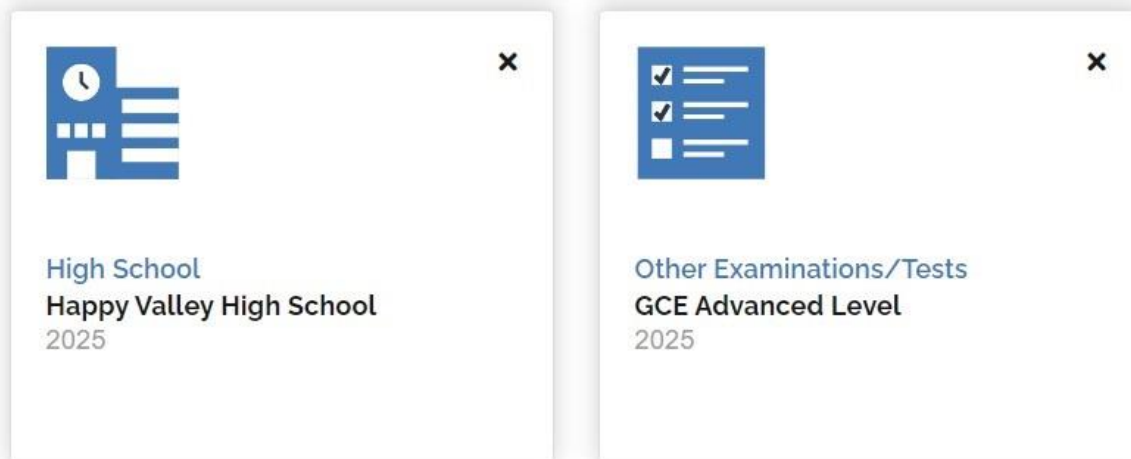 High School
Happy Valley High School
2025
Other Examinations/Tests
GCE Advanced Level
2025